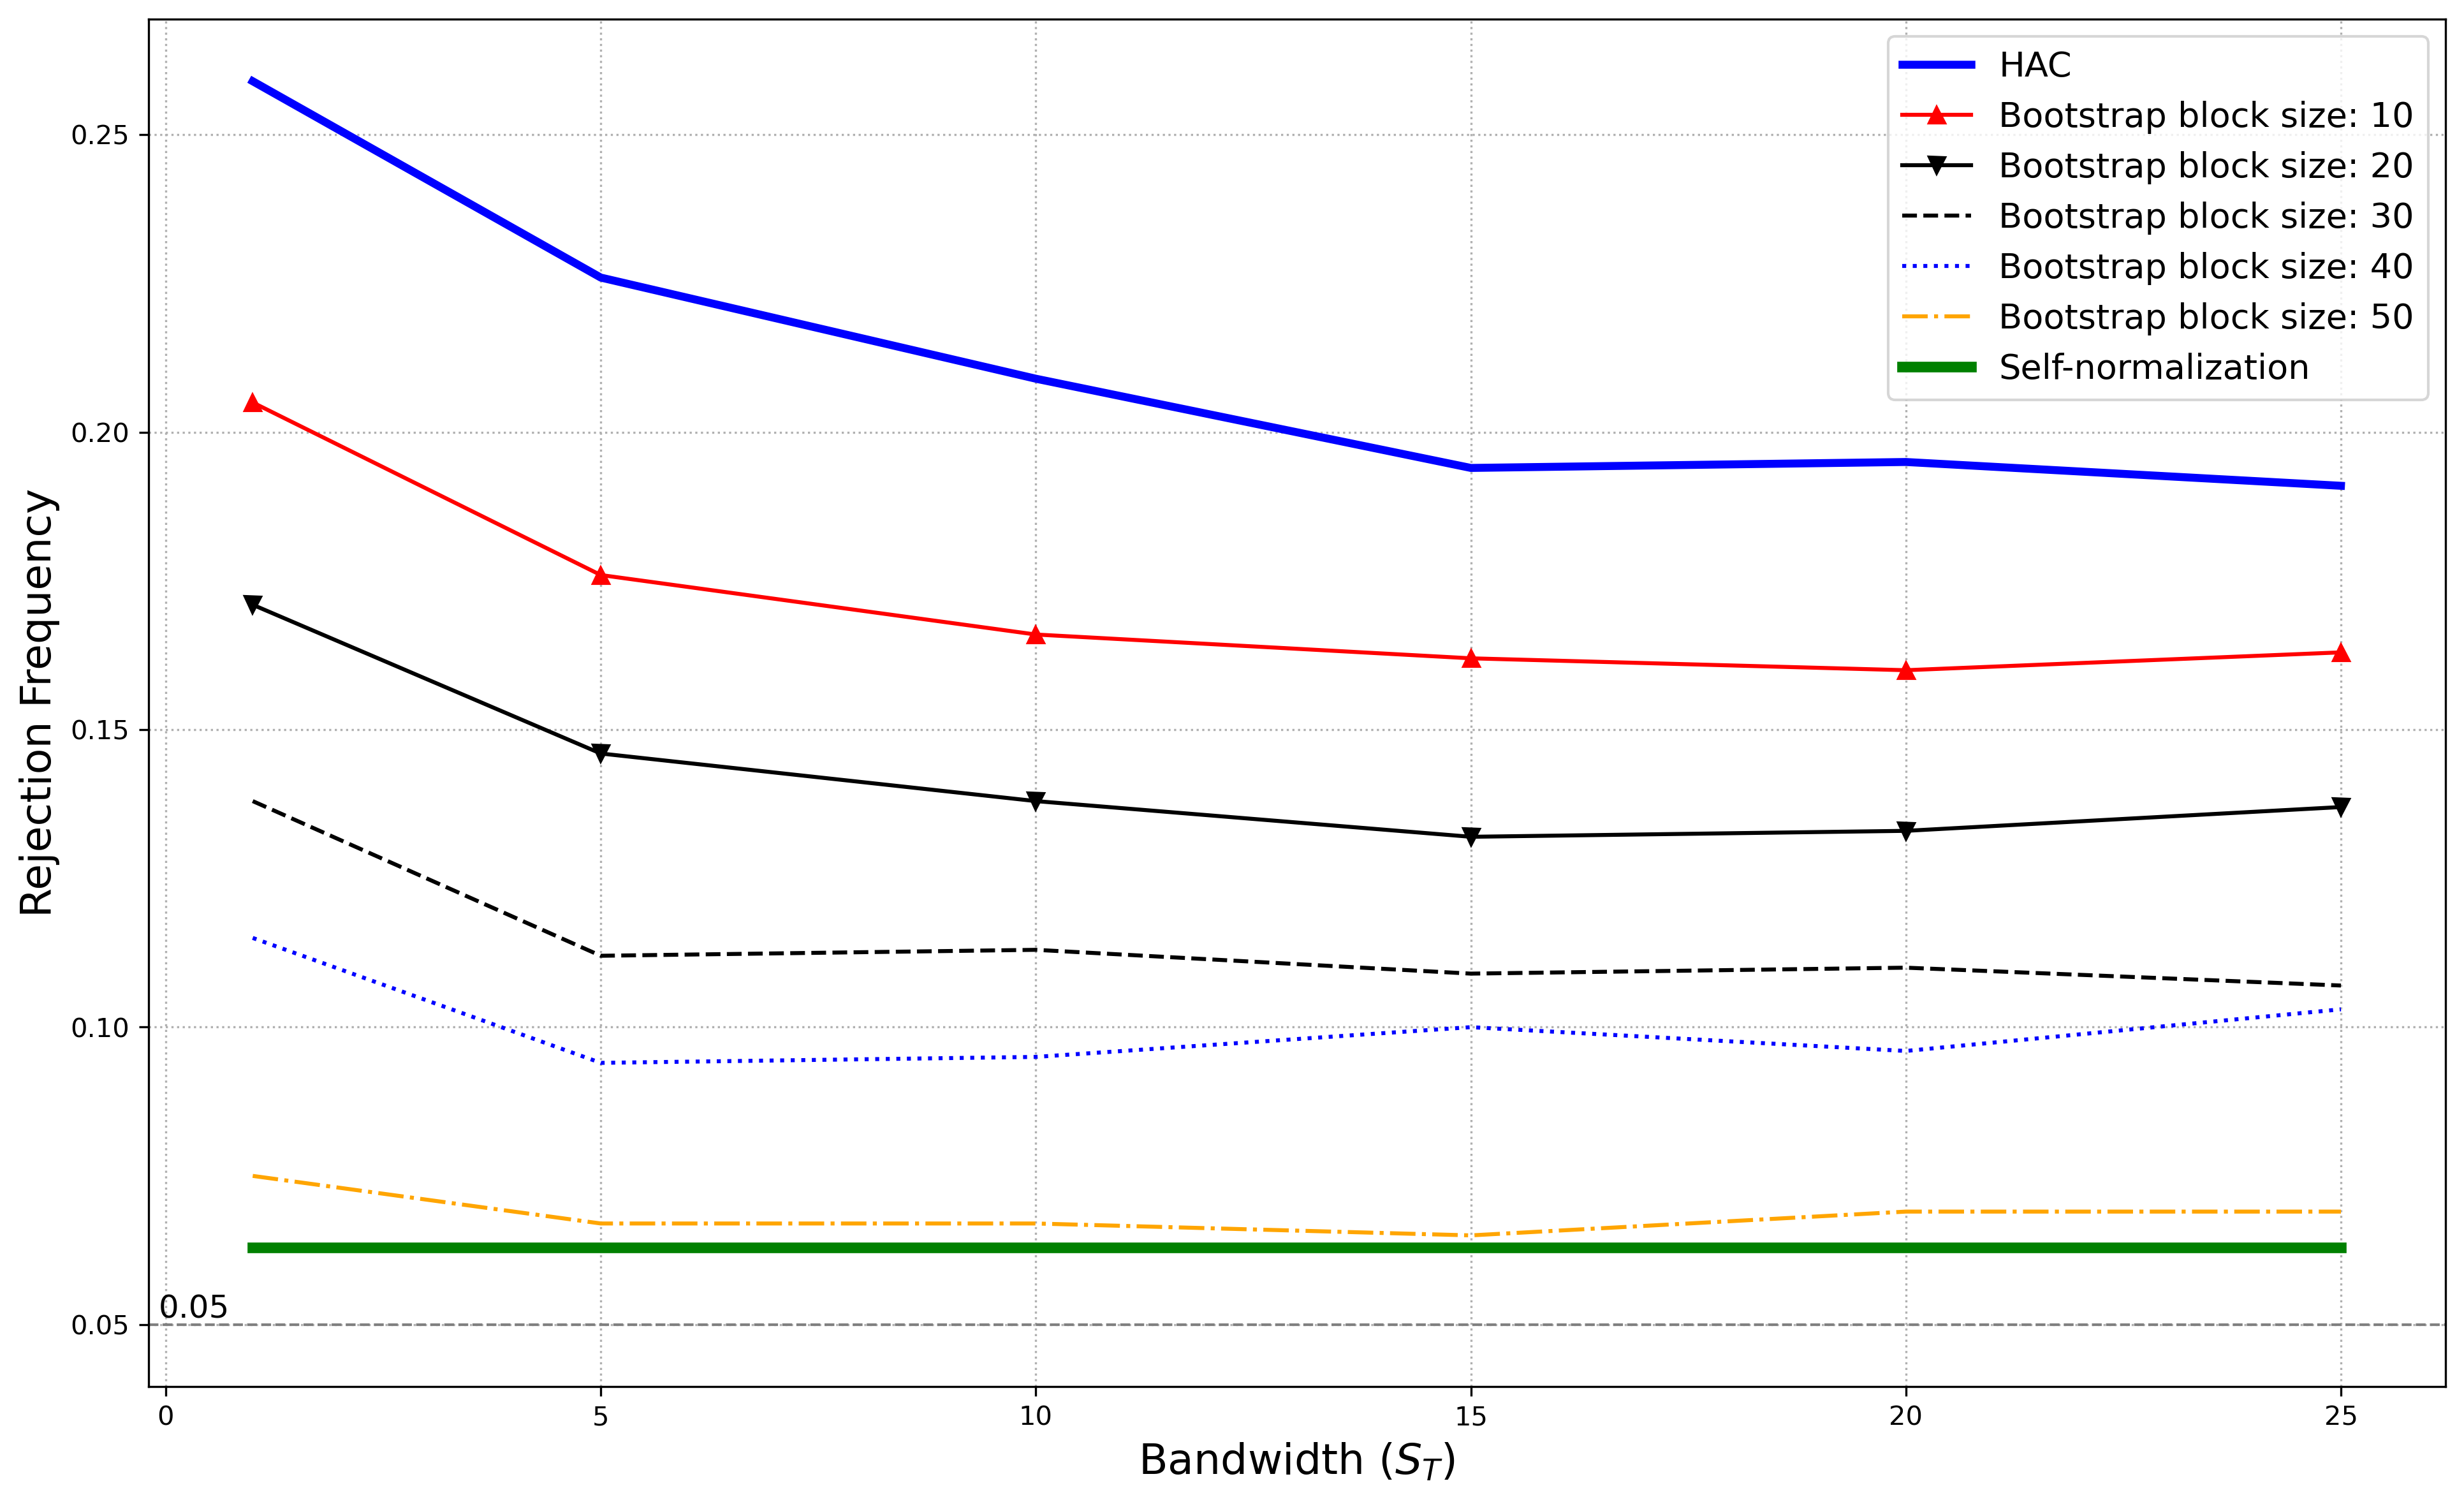 HAC
Bootstrap block size: 10
Bootstrap block size: 20
Bootstrap block size: 30
Bootstrap block size: 40
Bootstrap block size: 50
Self-normalization
Rejection Frequency
0.25
0.20
0.15
0.10
0.05
0.05
0 5 10 15 20 25
Bandwidth (S_T)